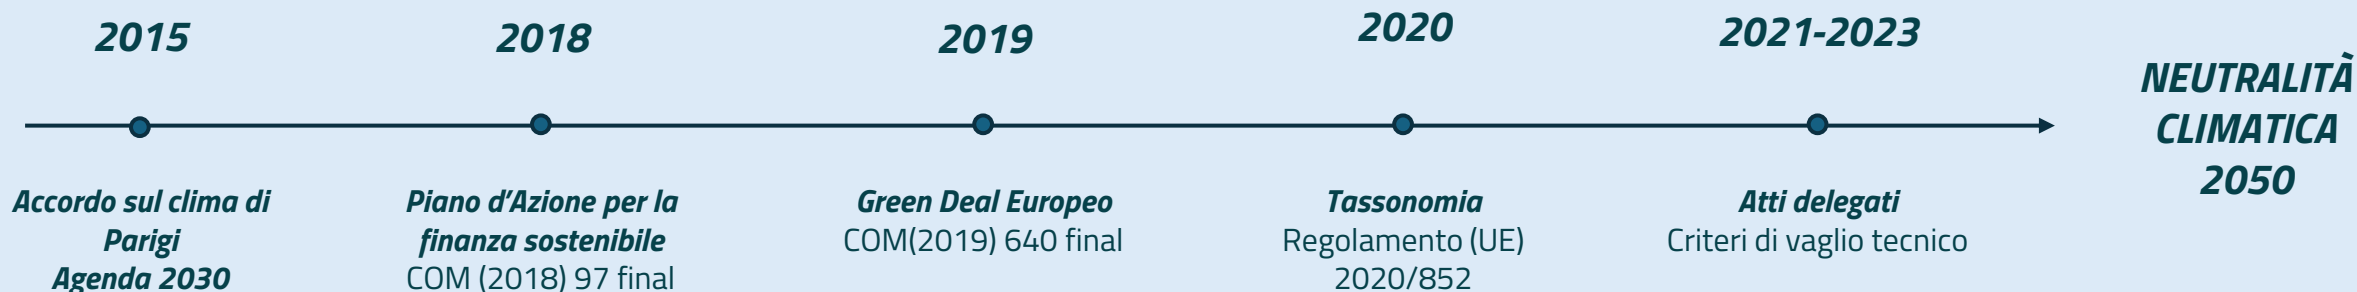 2015
Accordo sul clima di
Parigi
Agenda 2030
2018
Piano d’Azione per la
finanza sostenibile
COM (2018) 97 final
2019
Green Deal Europeo
COM(2019) 640 final
2020
Tassonomia
Regolamento (UE)
2020/852
2021-2023
Atti delegati
Criteri di vaglio tecnico
NEUTRALITÀ
CLIMATICA
2050